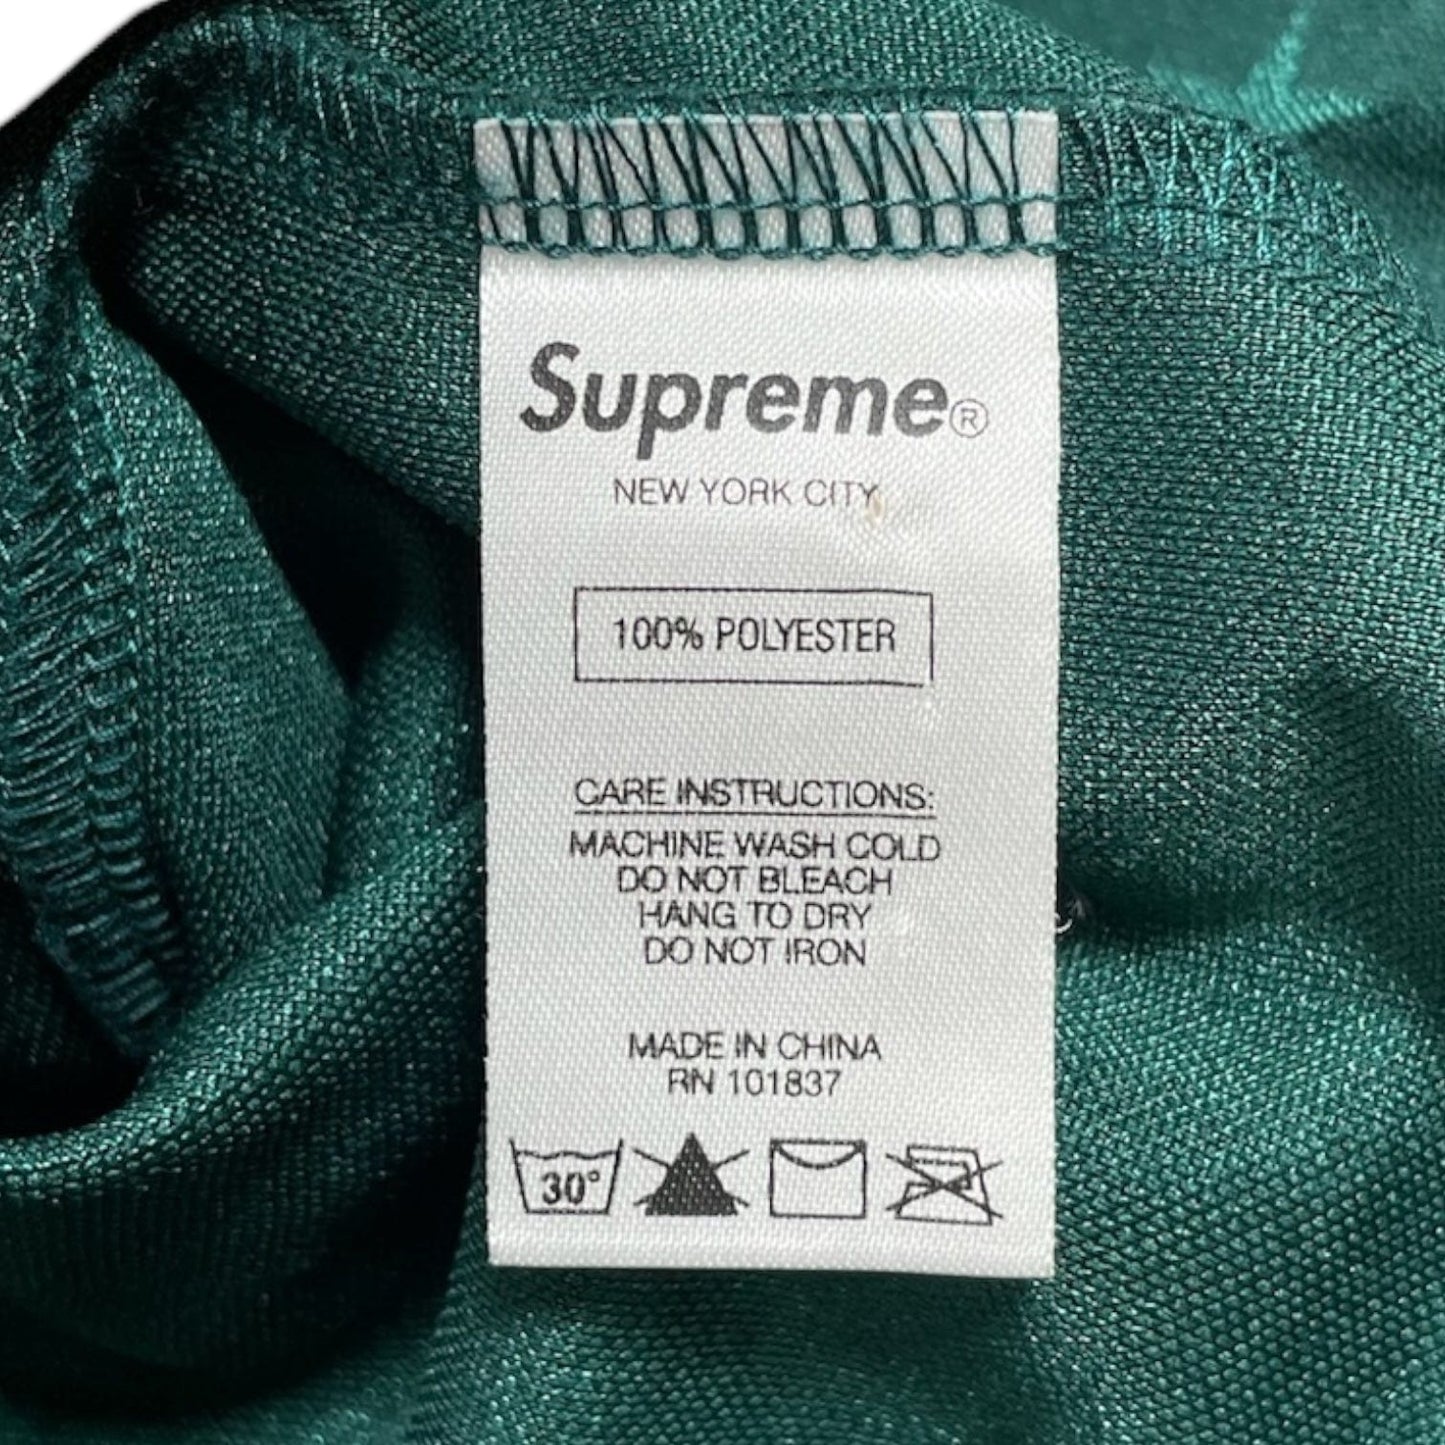 Supreme®
NEW YORK CITY
100% POLYESTER
CARE INSTRUCTIONS:
MACHINE WASH COLD
DO NOT BLEACH
HANG TO DRY
DO NOT IRON
MADE IN CHINA
RN 101837
30°